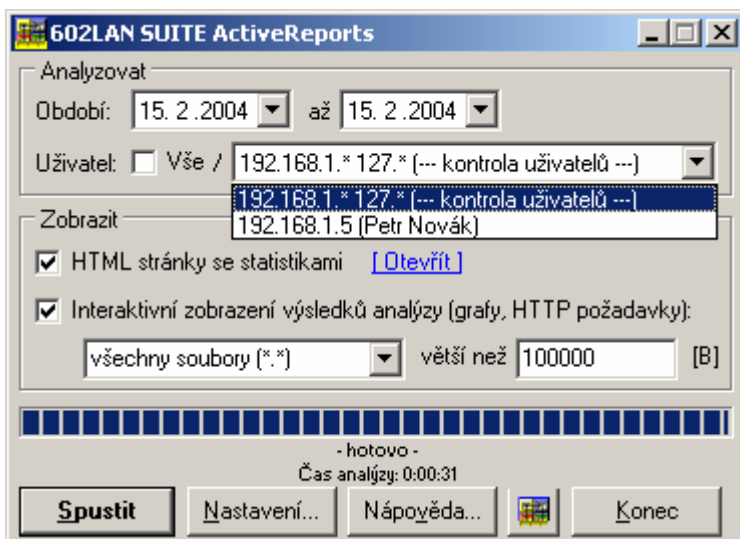 602LAN SUITE ActiveReports
Analyzovat
Období: 15. 2 .2004 až 15. 2 .2004
Uživatel: Vše / 192.168.1.* 127.* (--- kontrola uživatelů ---)
192.168.1.* 127.* (--- kontrola uživatelů ---)
192.168.1.5 (Petr Novák)
Zobrazit
HTML stránky se statistikami [ Otevřít ]
Interaktivní zobrazení výsledků analýzy (grafy, HTTP požadavky):
všechny soubory (*.*) větší než 100000 [B]
- hotovo -
Čas analýzy: 0:00:31
Spustit Nastavení... Nápověda... Konec